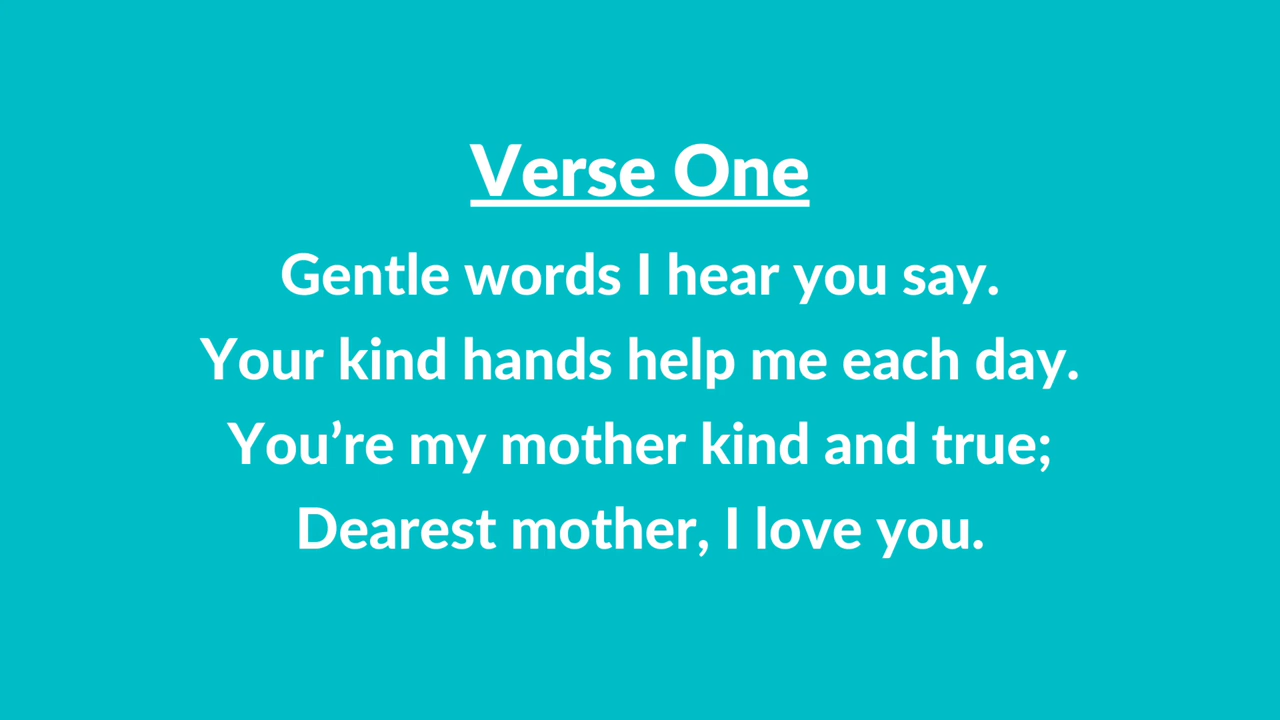 Verse One
Gentle words I hear you say.
Your kind hands help me each day.
You’re my mother kind and true;
Dearest mother, I love you.